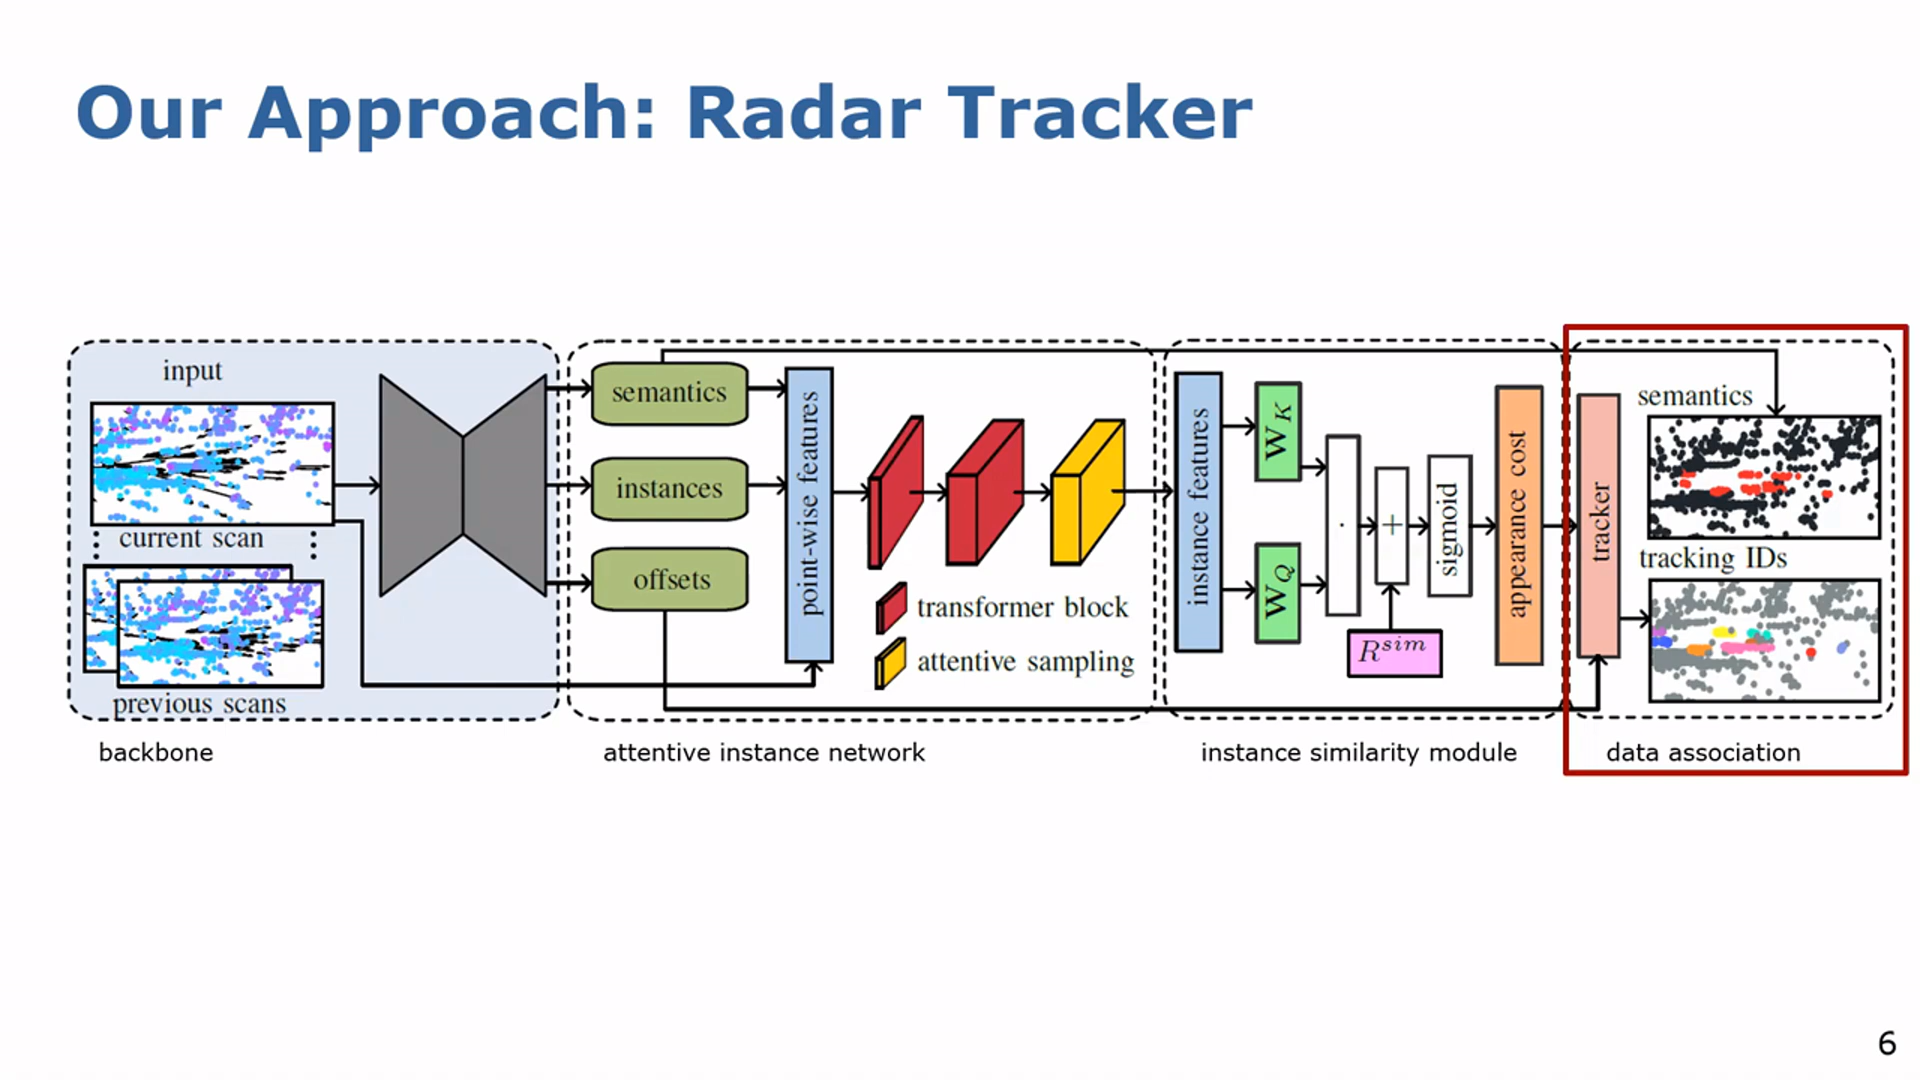 Our Approach: Radar Tracker
input
current scan
previous scans
backbone
semantics
instances
offsets
point-wise features
transformer block
attentive sampling
attentive instance network
instance features
W_K
W_Q
·
+
R^{sim}
sigmoid
appearance cost
instance similarity module
tracker
semantics
tracking IDs
data association
6